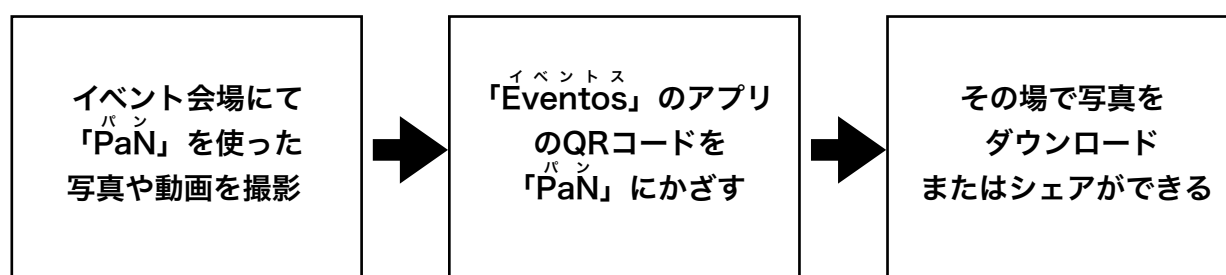 イベント会場にて
パン
「PaN」を使った
写真や動画を撮影
イベントス
「Eventos」のアプリ
のQRコードを
パン
「PaN」にかざす
その場で写真を
ダウンロード
またはシェアができる